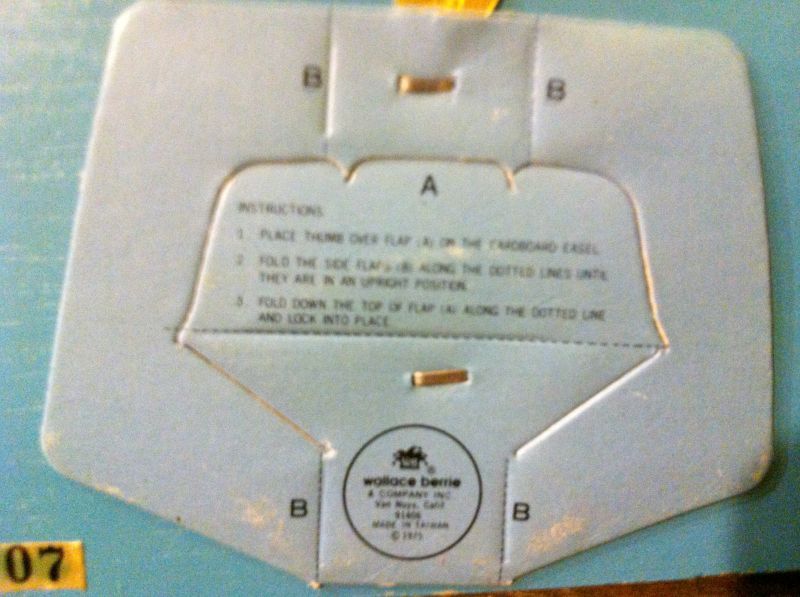 B B
A
INSTRUCTIONS
1 PLACE THUMB OVER FLAP (A) ON THE CARDBOARD EASEL
2 FOLD THE SIDE FLAPS (B) ALONG THE DOTTED LINES UNTIL
THEY ARE IN AN UPRIGHT POSITION.
3 FOLD DOWN THE TOP OF FLAP (A) ALONG THE DOTTED LINE
AND LOCK INTO PLACE
®
wallace berrie
& COMPANY INC.
Van Nuys, Calif
91406
B B
MADE IN TAIWAN
© 1975
07